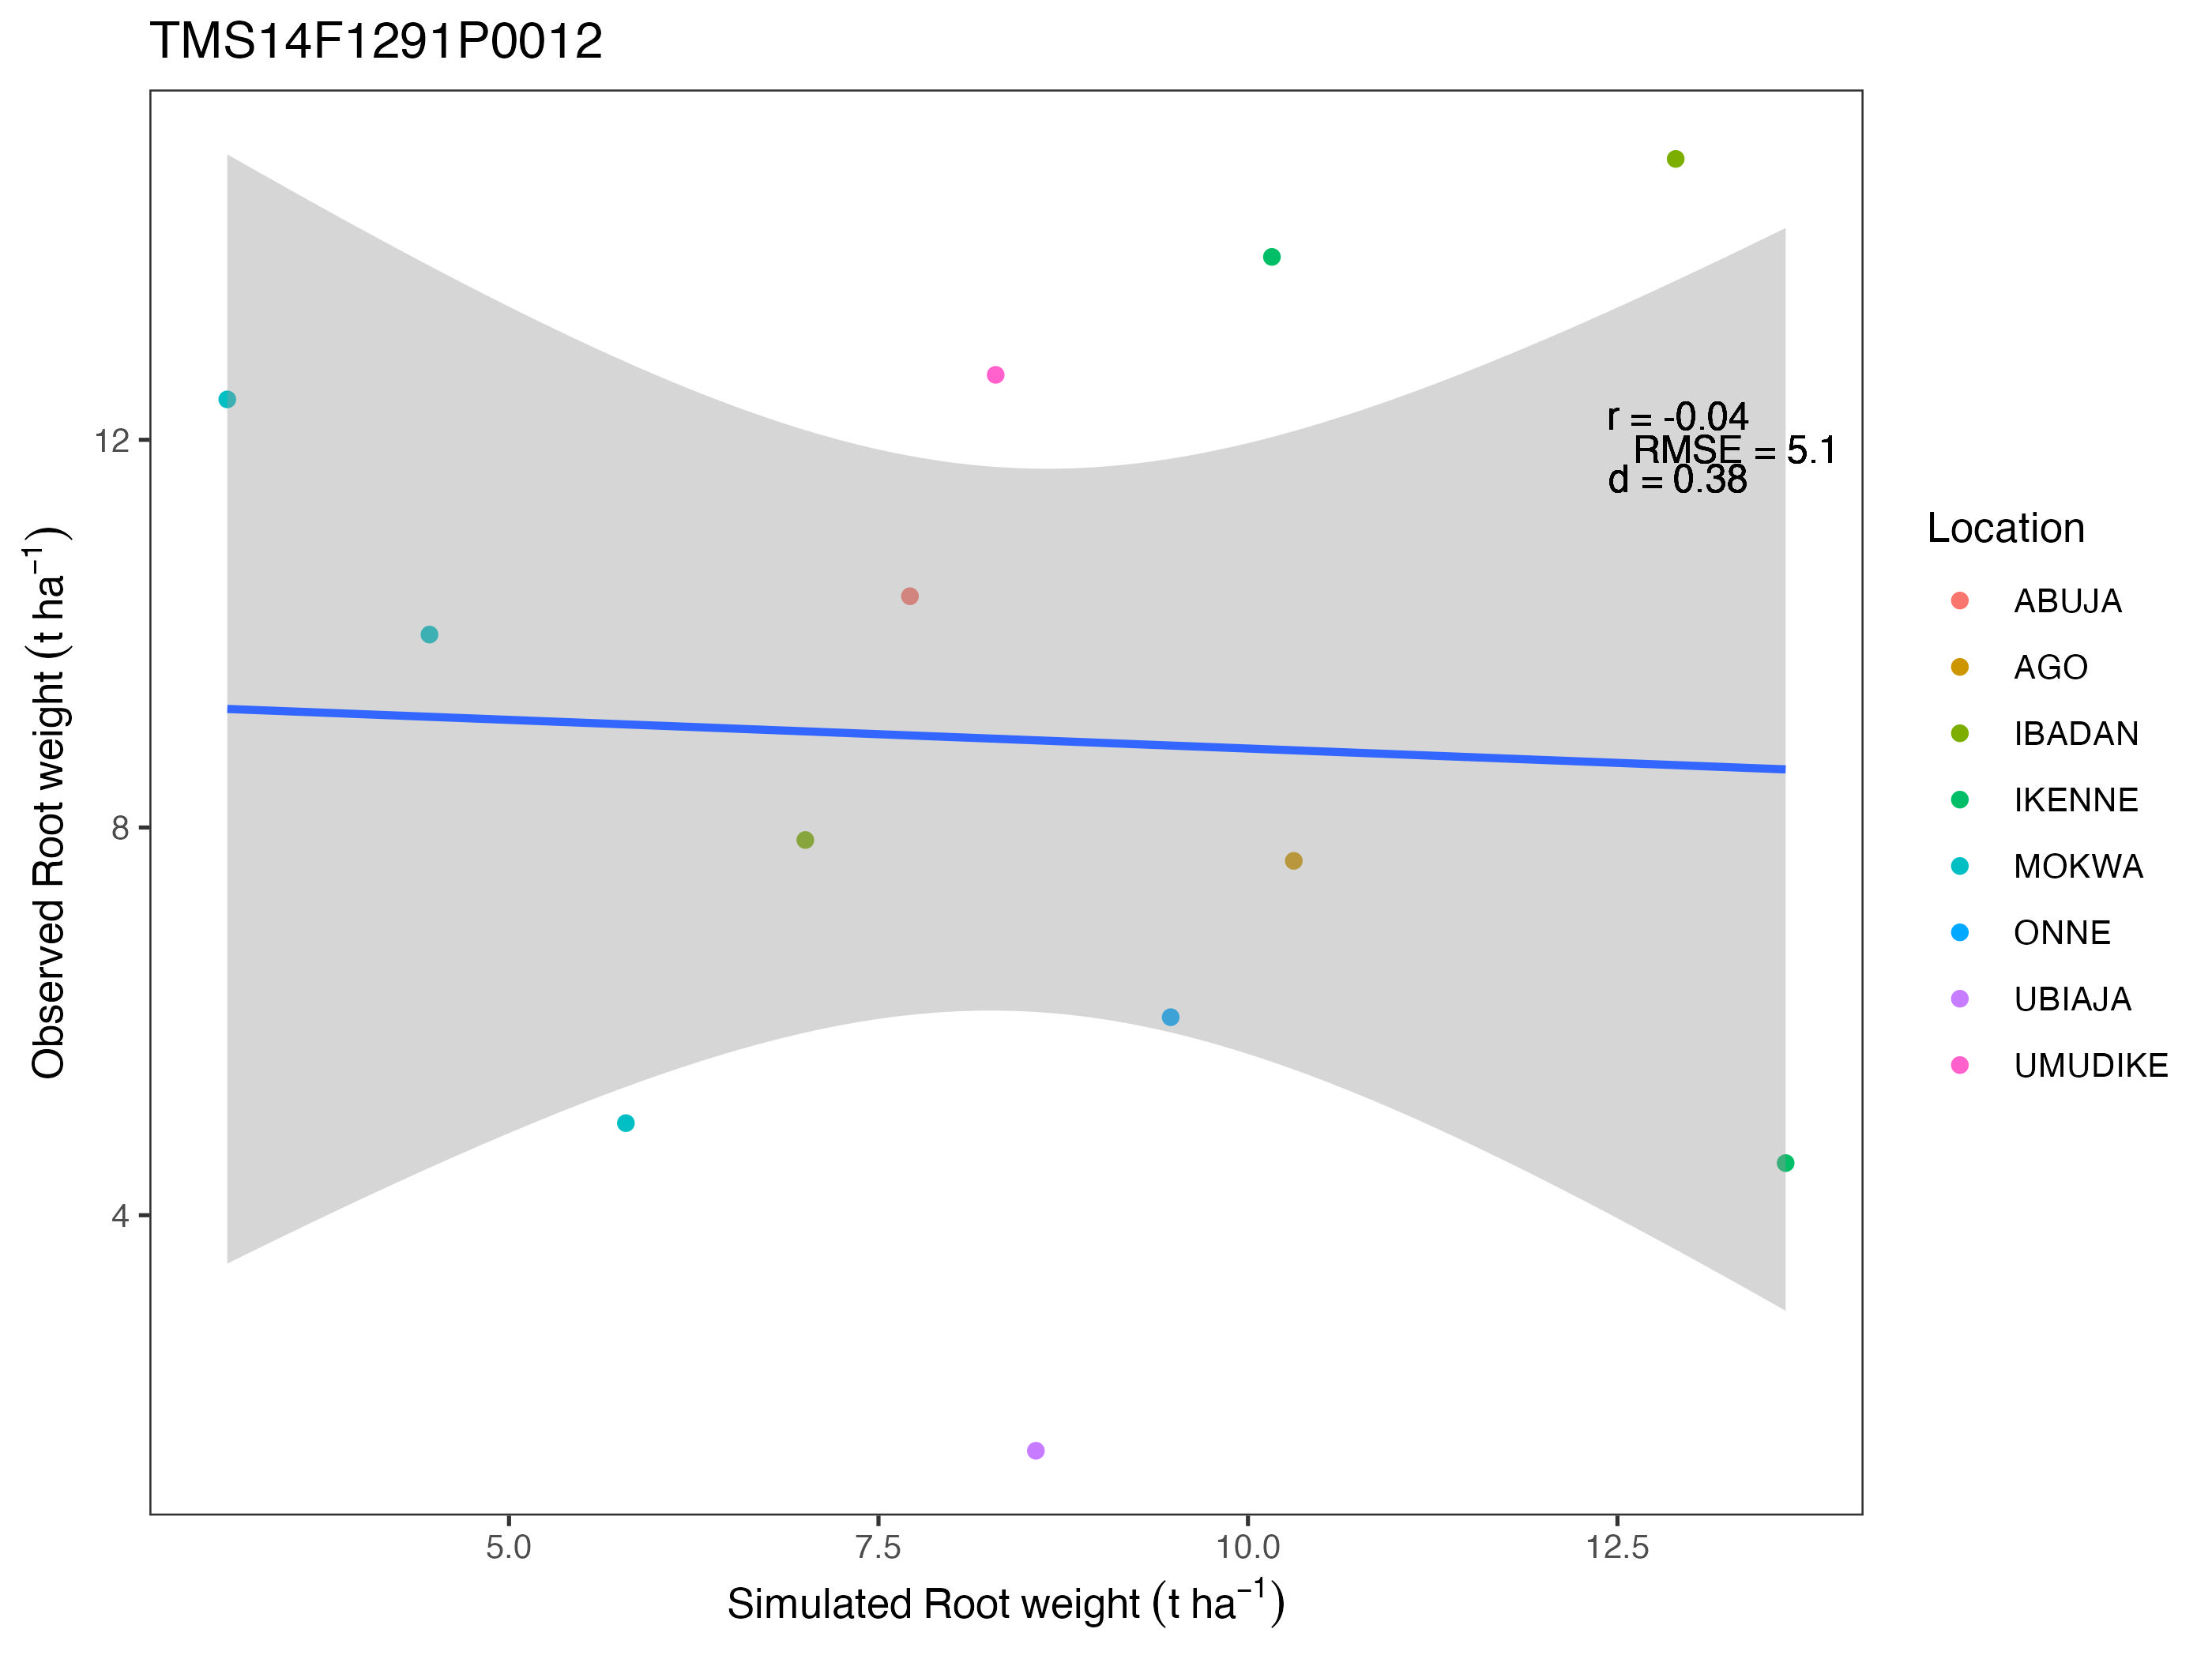 TMS14F1291P0012
Observed Root weight (t ha⁻¹)
12
8
4
r = -0.04
RMSE = 5.1
d = 0.38
5.0
7.5
10.0
12.5
Simulated Root weight (t ha⁻¹)
Location
ABUJA
AGO
IBADAN
IKENNE
MOKWA
ONNE
UBIAJA
UMUDIKE